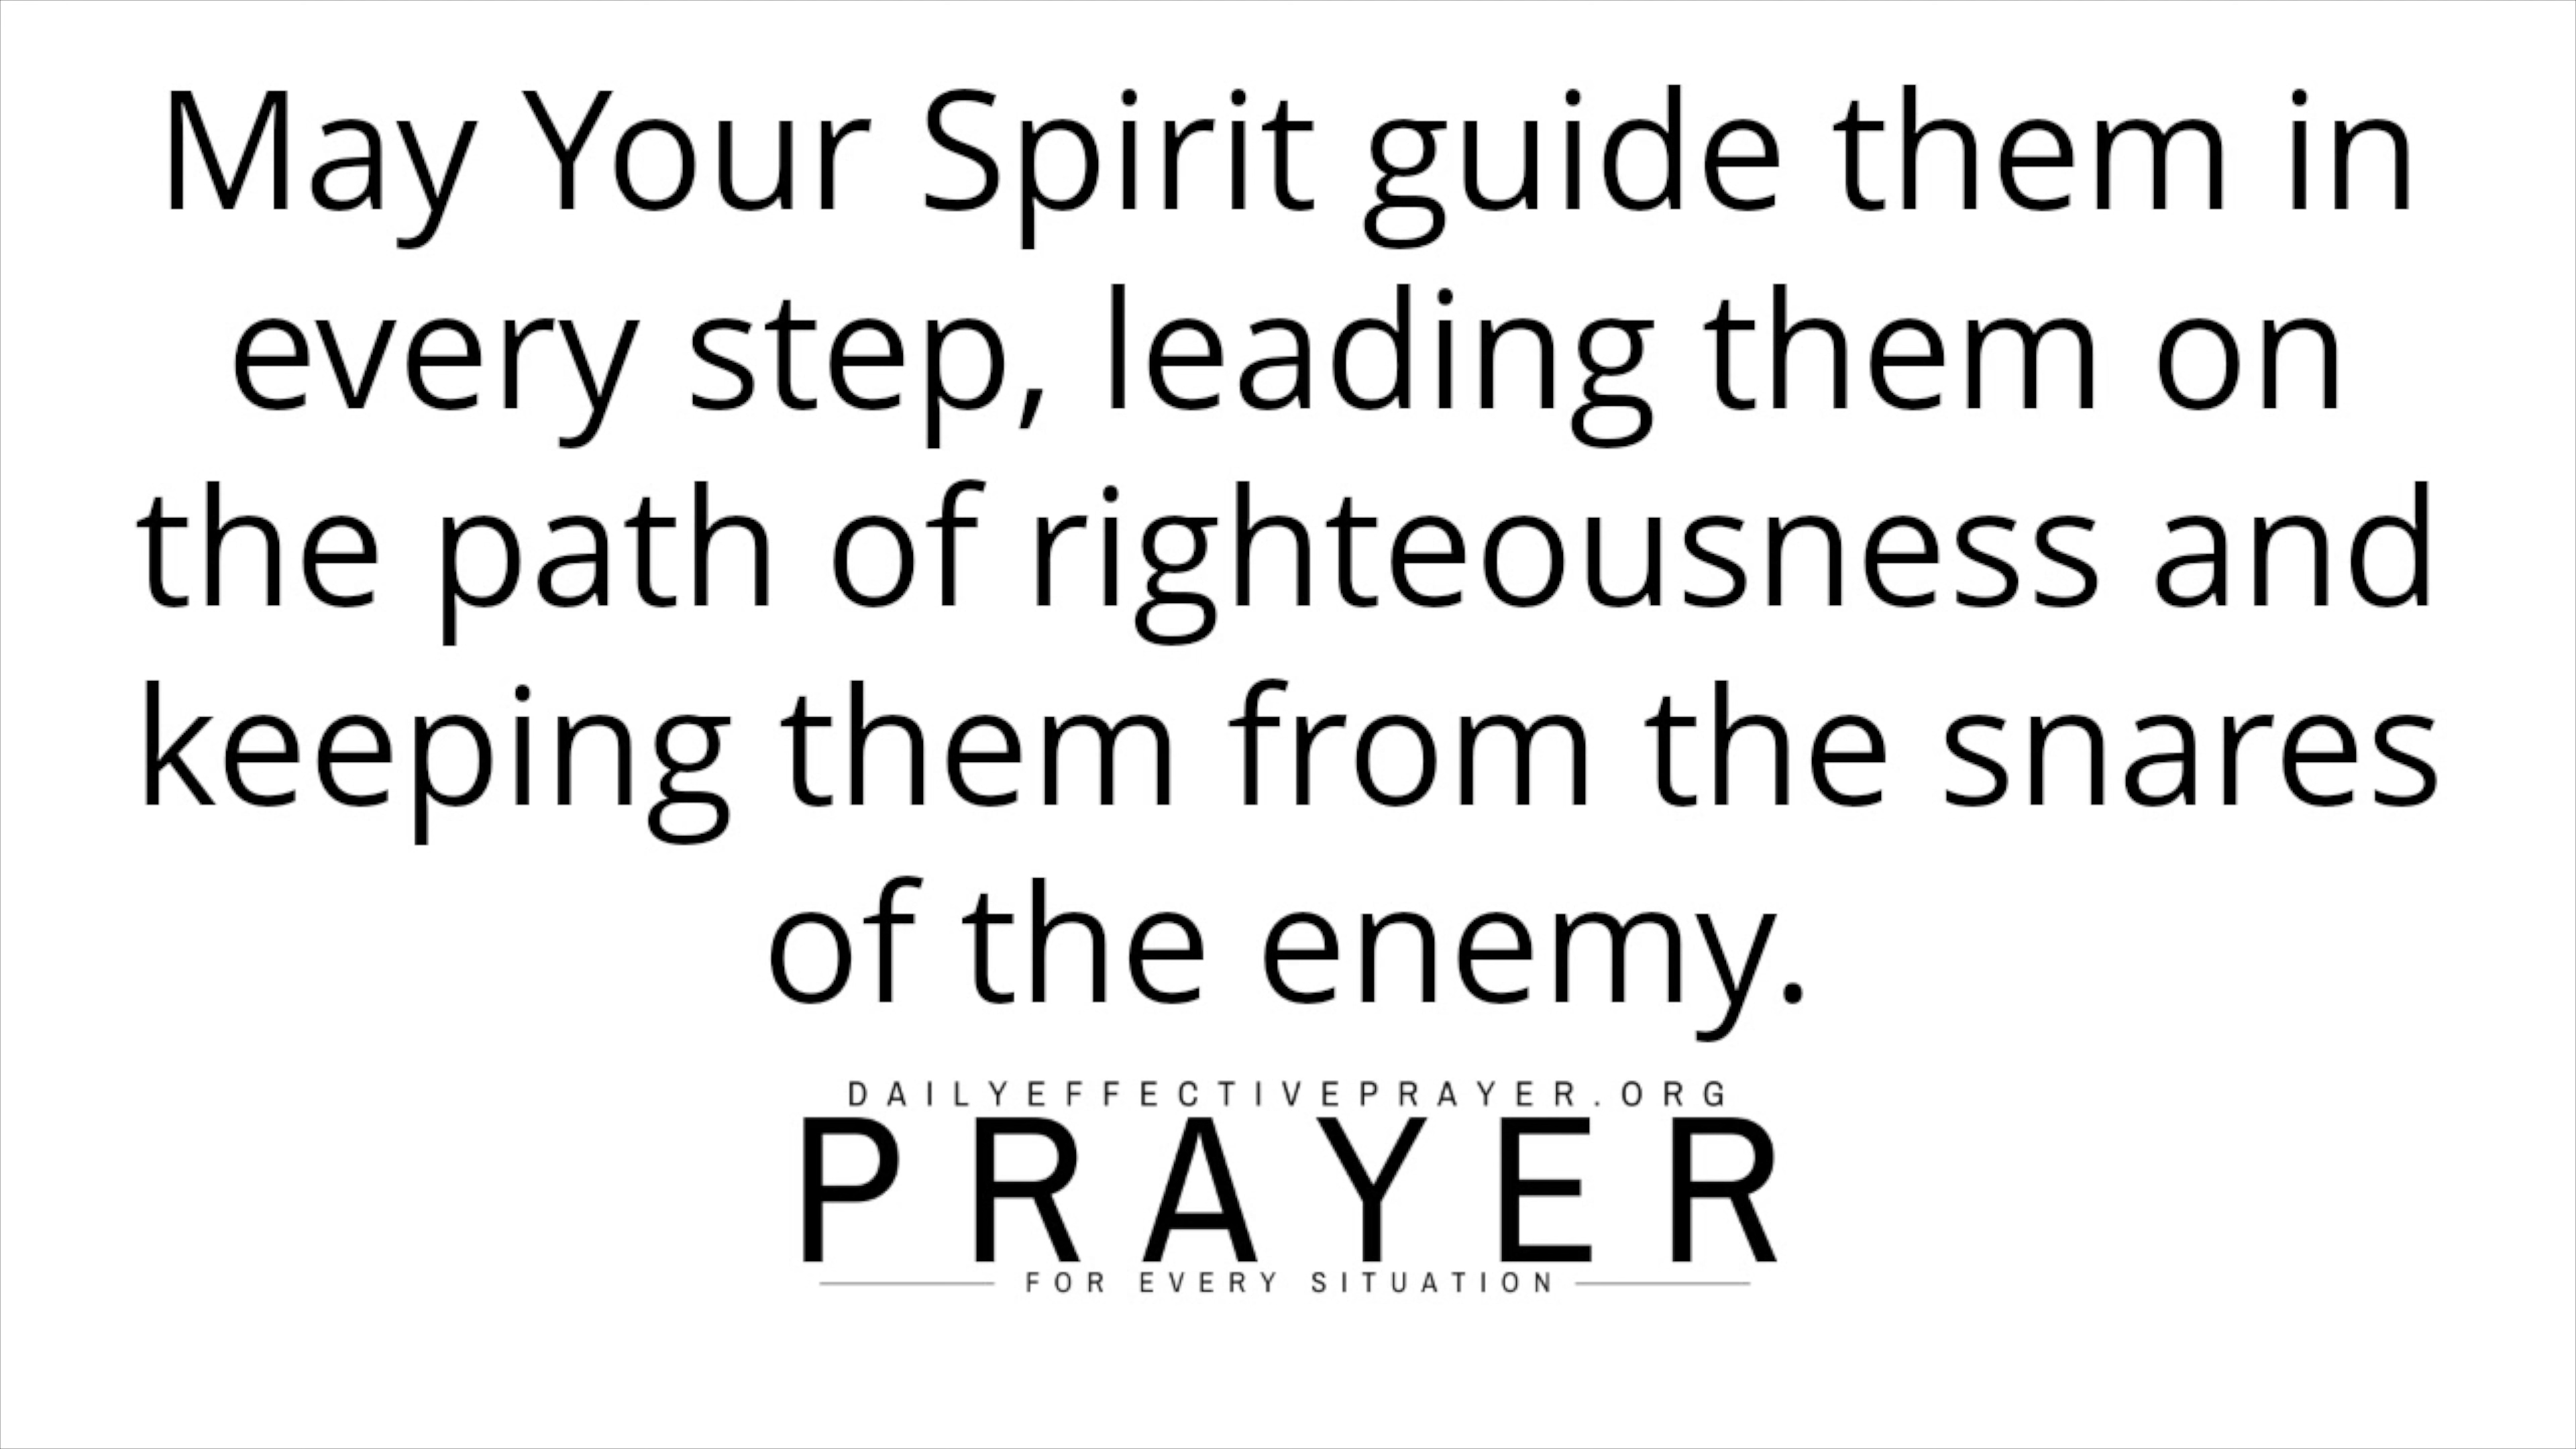 May Your Spirit guide them in
every step, leading them on
the path of righteousness and
keeping them from the snares
of the enemy.
DAILYEFFECTIVEPRAYER.ORG
PRAYER
FOR EVERY SITUATION